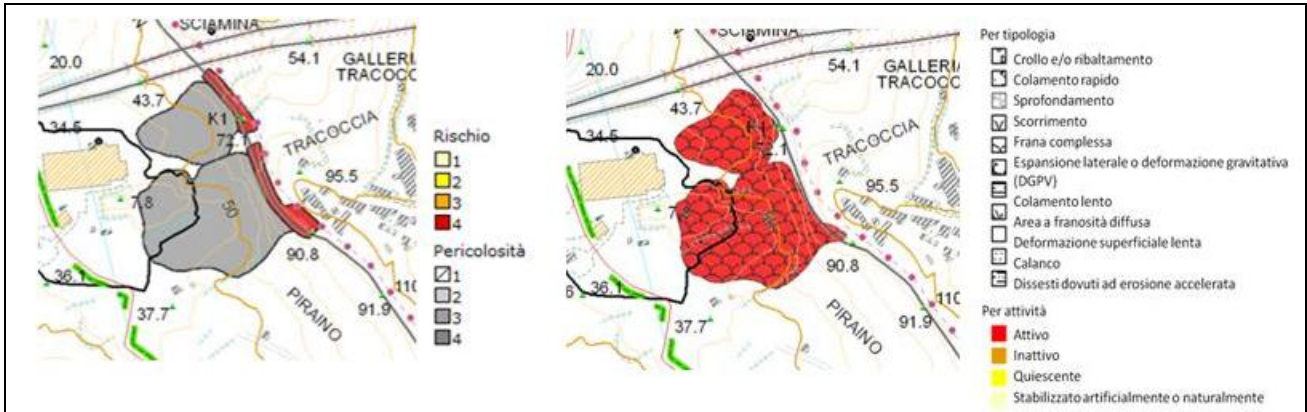 SCIAMINA
20.0
54.1
GALLERI
TRACOCC
43.7
K1
34.5
72.1
TRACOCCIA
95.5
7.8
50
90.8
36.1
37.7
PIRAINO
110
91.9
Rischio
1
2
3
4
Pericolosità
1
2
3
4
SCIAMINA
20.0
54.1
GALLERI
TRACOC
43.7
34.5
72.1
TRACOCCIA
95.5
90.8
6
36.1
37.7
PIRAINO
110
91.9
Per tipologia
Crollo e/o ribaltamento
Colamento rapido
Sprofondamento
Scorrimento
Frana complessa
Espansione laterale o deformazione gravitativa
(DGPV)
Colamento lento
Area a franosità diffusa
Deformazione superficiale lenta
Calanco
Dissesti dovuti ad erosione accelerata
Per attività
Attivo
Inattivo
Quiescente
Stabilizzato artificialmente o naturalmente